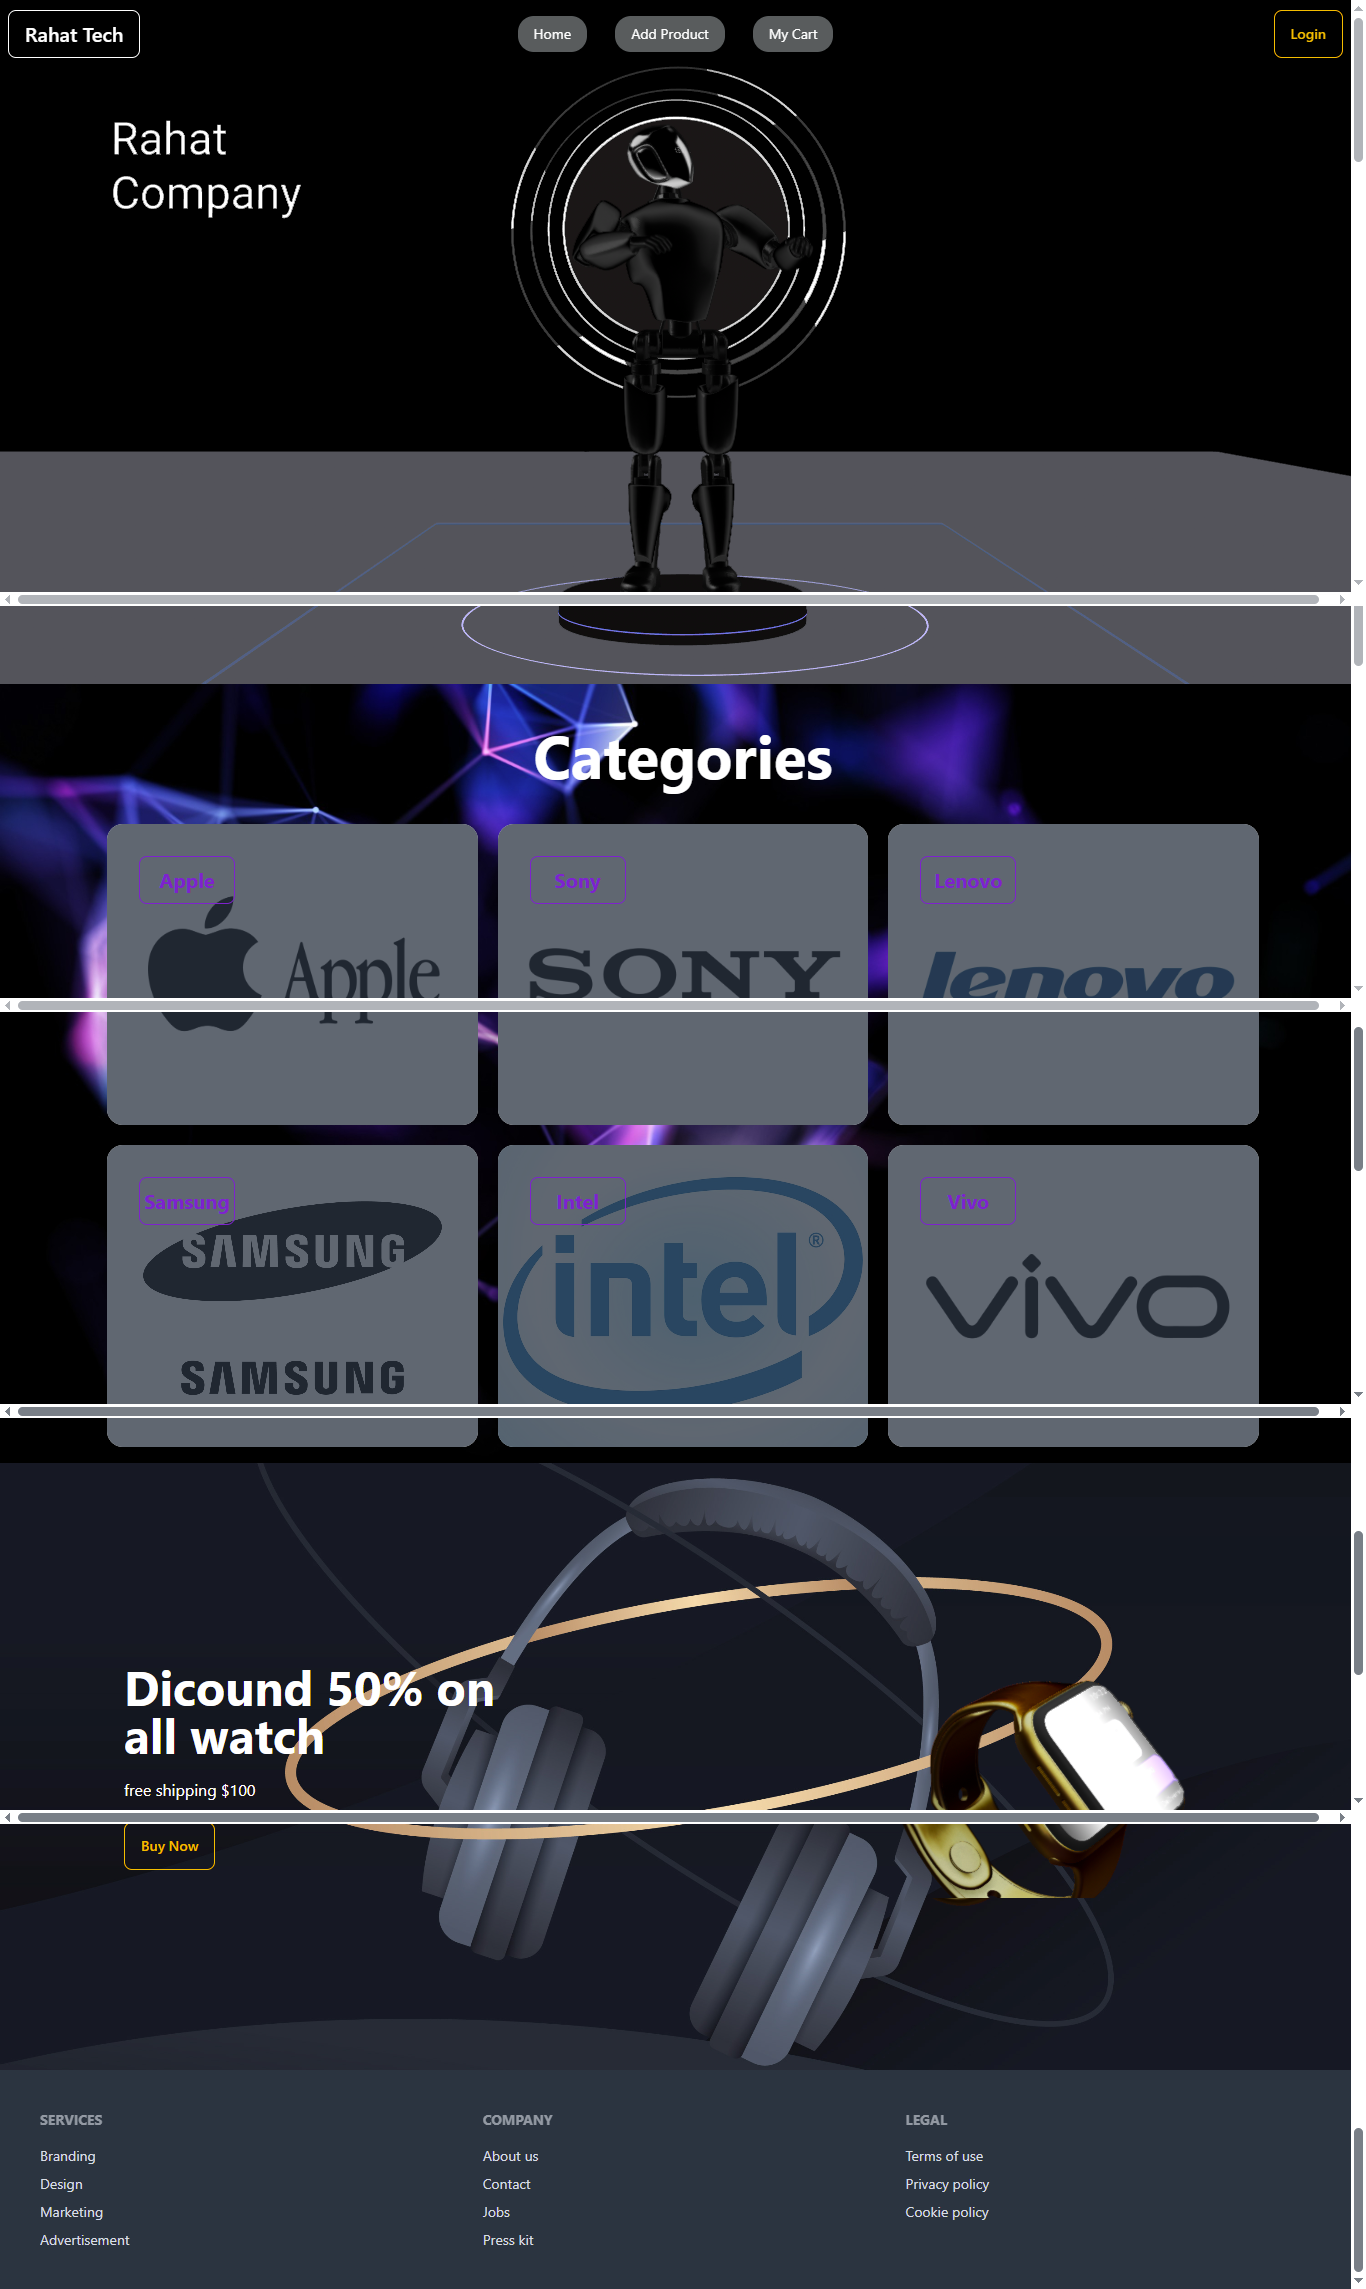 Rahat Tech
Home
Add Product
My Cart
Login
Rahat
Company
Categories
Apple
Sony
Lenovo
Apple
SONY
lenovo
Samsung
Intel
Vivo
SAMSUNG
intel®
vivo
SAMSUNG
Dicound 50% on
all watch
free shipping $100
Buy Now
SERVICES
COMPANY
LEGAL
Branding
About us
Terms of use
Design
Contact
Privacy policy
Marketing
Jobs
Cookie policy
Advertisement
Press kit